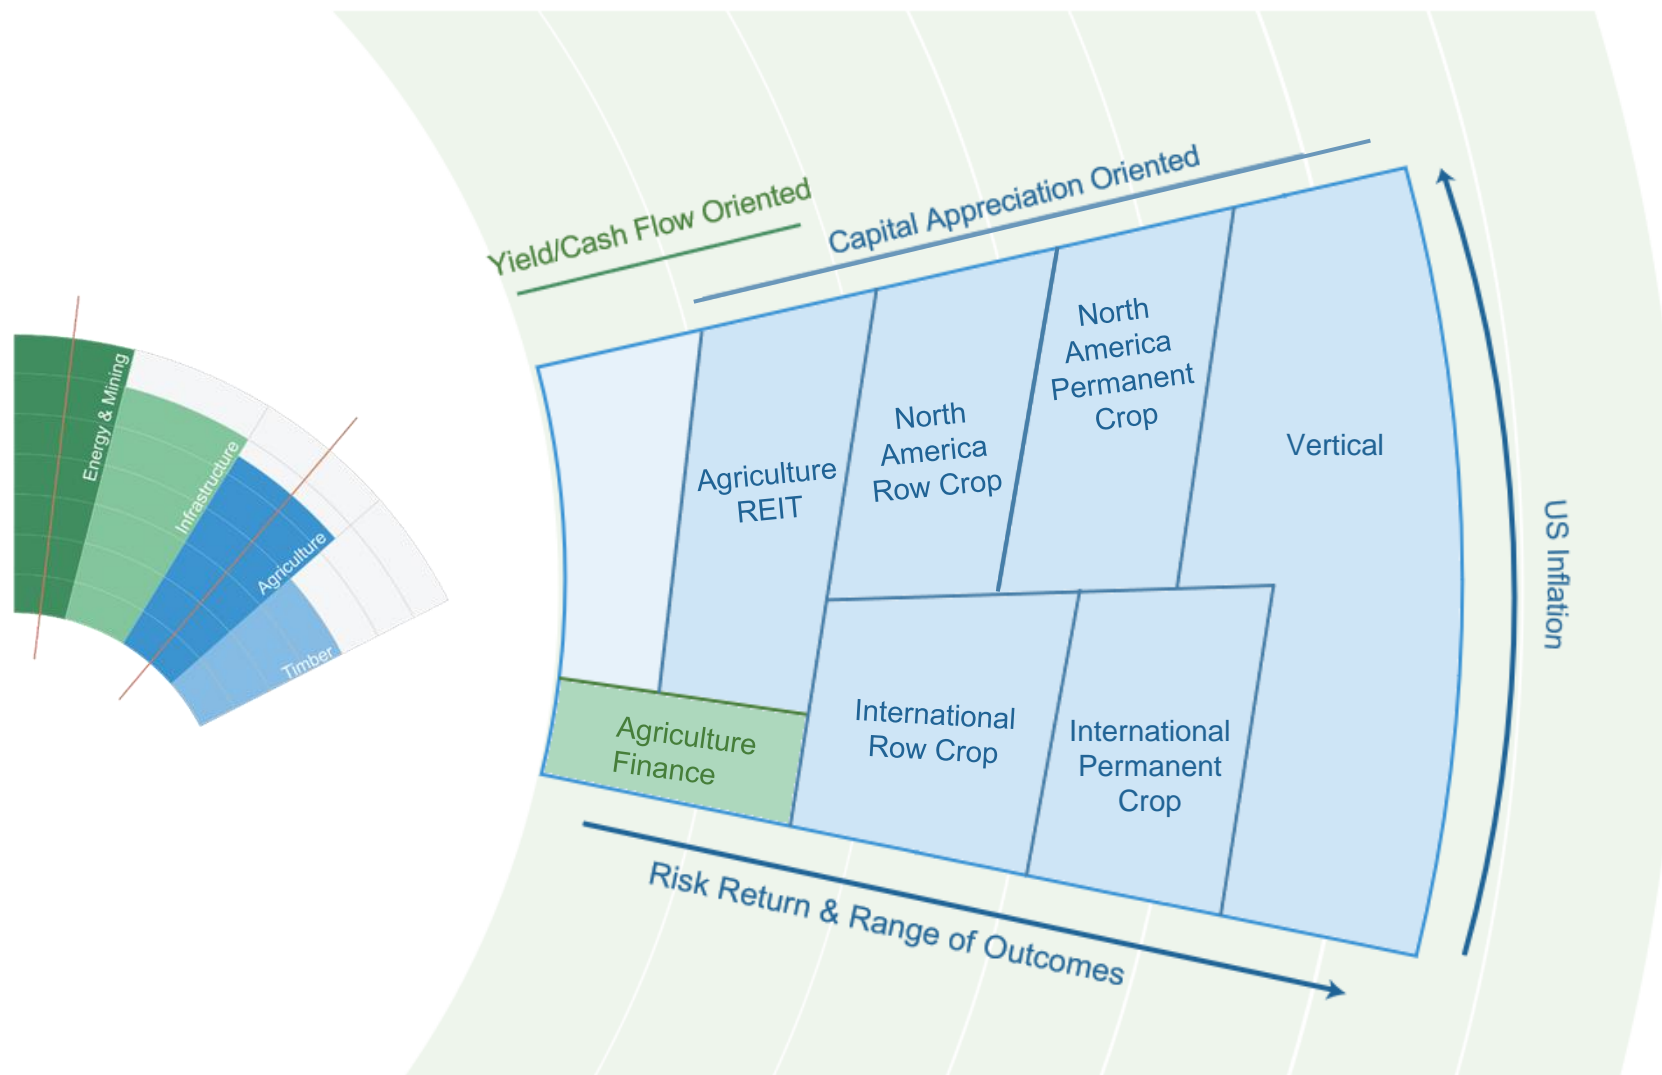 Energy & Mining
Infrastructure
Agriculture
Timber
Yield/Cash Flow Oriented
Capital Appreciation Oriented
Agriculture
REIT
North
America
Row Crop
North
America
Permanent
Crop
Vertical
Agriculture
Finance
International
Row Crop
International
Permanent
Crop
US Inflation
Risk Return & Range of Outcomes